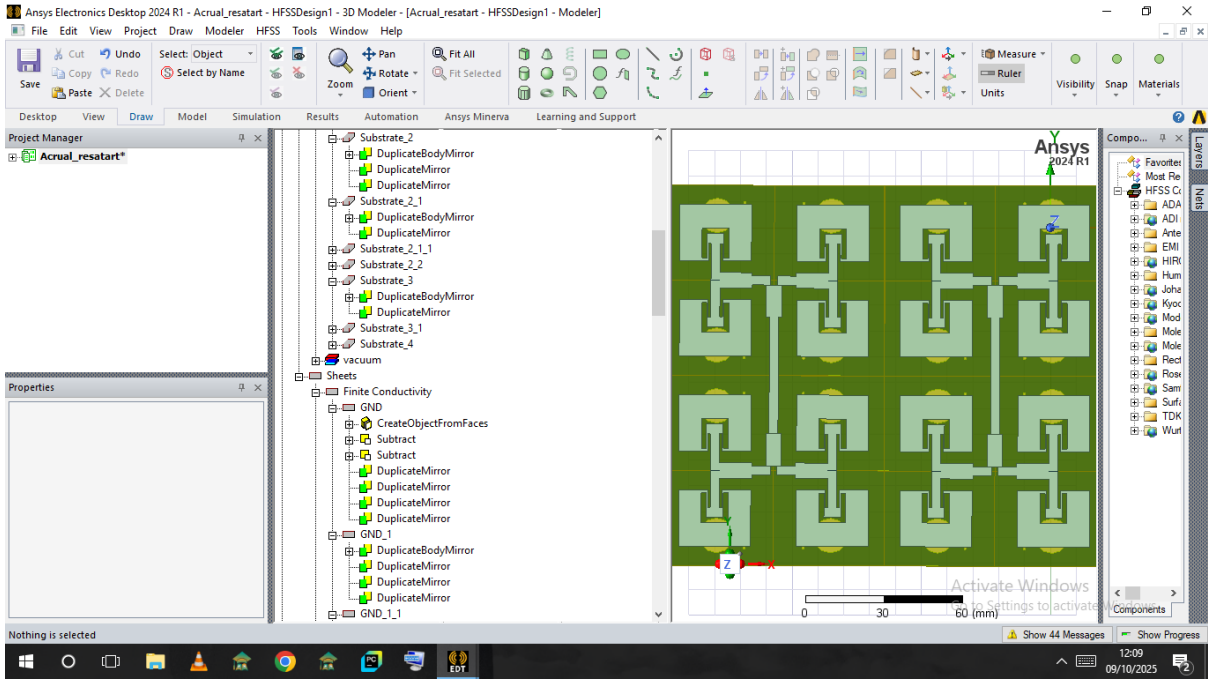 Ansys Electronics Desktop 2024 R1 - Acrual_resatart - HFSSDesign1 - 3D Modeler - [Acrual_resatart - HFSSDesign1 - Modeler]
File Edit View Project Draw Modeler HFSS Tools Window Help
Save
Cut Undo Select: Object
Copy Redo Select by Name
Paste Delete
Zoom
Pan
Rotate
Orient
Fit All
Fit Selected
Measure
Ruler
Units
Visibility Snap Materials
Desktop View Draw Model Simulation Results Automation Ansys Minerva Learning and Support
Project Manager
Acrual_resatart*
Properties
Substrate_2
DuplicateBodyMirror
DuplicateMirror
DuplicateMirror
Substrate_2_1
DuplicateBodyMirror
DuplicateMirror
Substrate_2_1_1
Substrate_2_2
Substrate_3
DuplicateBodyMirror
DuplicateMirror
Substrate_3_1
Substrate_4
vacuum
Sheets
Finite Conductivity
GND
CreateObjectFromFaces
Subtract
Subtract
DuplicateMirror
DuplicateMirror
DuplicateMirror
DuplicateMirror
GND_1
DuplicateBodyMirror
DuplicateMirror
DuplicateMirror
DuplicateMirror
GND_1_1
Y
Ansys
2024 R1
Z
Y
Z X
0 30 60 (mm)
Activate Windows
Go to Settings to activate Windows.
Compo...
Favorites
Most Re
HFSS Co
ADA
ADI
Ante
EMI
HIRO
Hum
Joha
Kyoc
Mod
Mole
Mole
Rect
Rose
Sam
Surfa
TDK
Wurt
Components
Layers
Nets
Nothing is selected
Show 44 Messages Show Progress
PC
EDT
12:09
09/10/2025
2